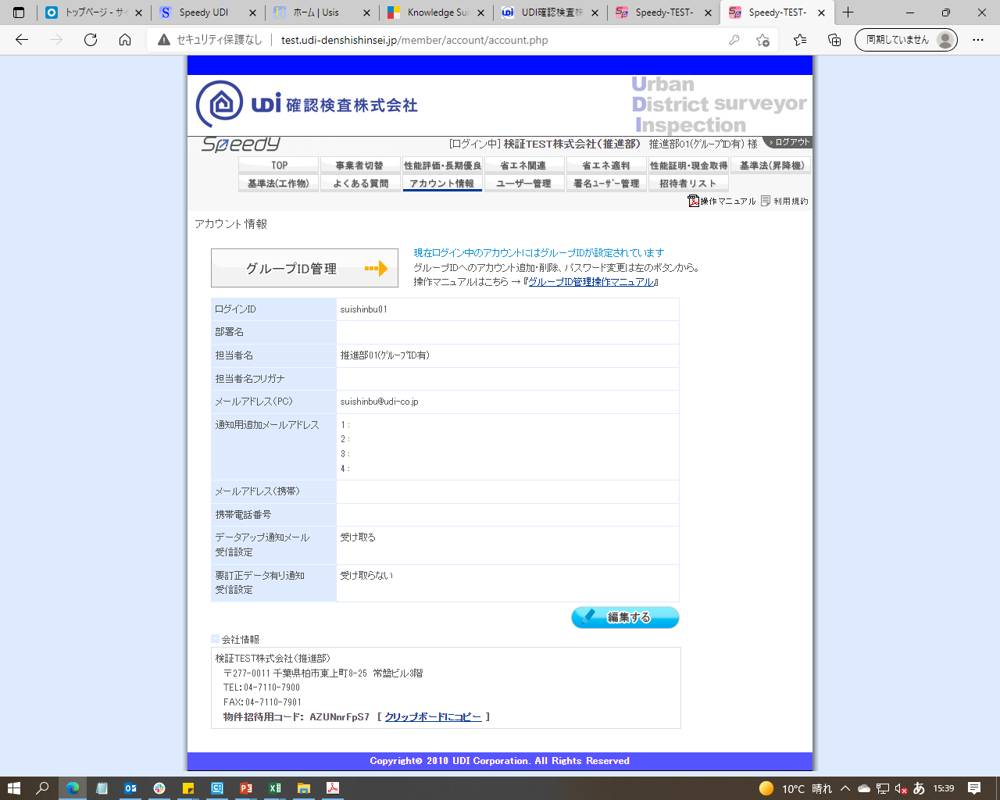 トップページ - サイ
Speedy UDI
ホーム | Usis
Knowledge Sui
UDI確認検査株
Speedy-TEST-
Speedy-TEST-
セキュリティ保護なし
test.udi-denshishinsei.jp/member/account/account.php
同期していません
UDi 確認検査株式会社
Urban
District surveyor
Inspection
Speedy
[ログイン中] 検証TEST株式会社(推進部) 推進部01(ｸﾞﾙｰﾌﾟID有) 様
ログアウト
TOP 事業者切替 性能評価・長期優良 省エネ関連 省エネ適判 性能証明・現金取得 基準法(昇降機)
基準法(工作物) よくある質問 アカウント情報 ユーザー管理 署名ﾕｰｻﾞｰ管理 招待者リスト
操作マニュアル 利用規約
アカウント情報
グループID管理
現在ログイン中のアカウントにはグループIDが設定されています
グループIDへのアカウント追加・削除、パスワード変更は左のボタンから。
操作マニュアルはこちら → 『グループID管理操作マニュアル』
ログインID suishinbu01
部署名
担当者名 推進部01(ｸﾞﾙｰﾌﾟID有)
担当者名フリガナ
メールアドレス(PC) suishinbu@udi-co.jp
通知用追加メールアドレス 1 :
2 :
3 :
4 :
メールアドレス(携帯)
携帯電話番号
データアップ通知メール 受け取る
受信設定
要訂正データ有り通知 受け取らない
受信設定
編集する
会社情報
検証TEST株式会社(推進部)
〒277-0011 千葉県柏市東上町8-25 常盤ビル3階
TEL:04-7110-7900
FAX:04-7110-7901
物件招待用コード: AZUNnrFpS7 [ クリップボードにコピー ]
Copyright© 2010 UDI Corporation. All Rights Reserved
10°C 晴れ
あ
15:39